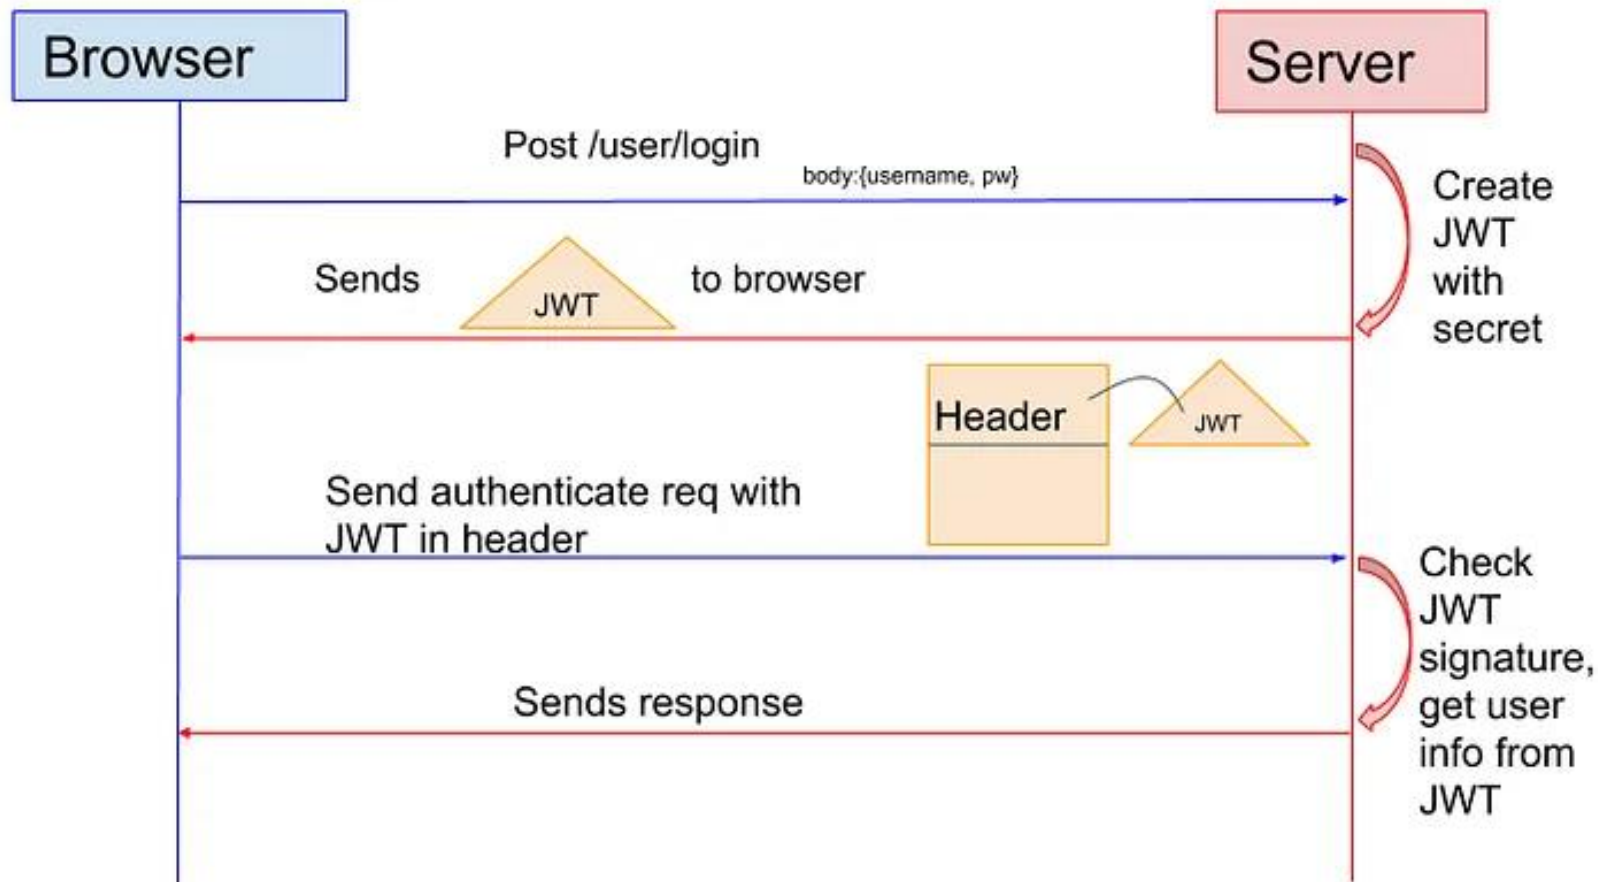 Browser
Server
Post /user/login
body:{username, pw}
Create
JWT
with
secret
Sends
JWT
to browser
Header
JWT
Send authenticate req with
JWT in header
Check
JWT
signature,
get user
info from
JWT
Sends response